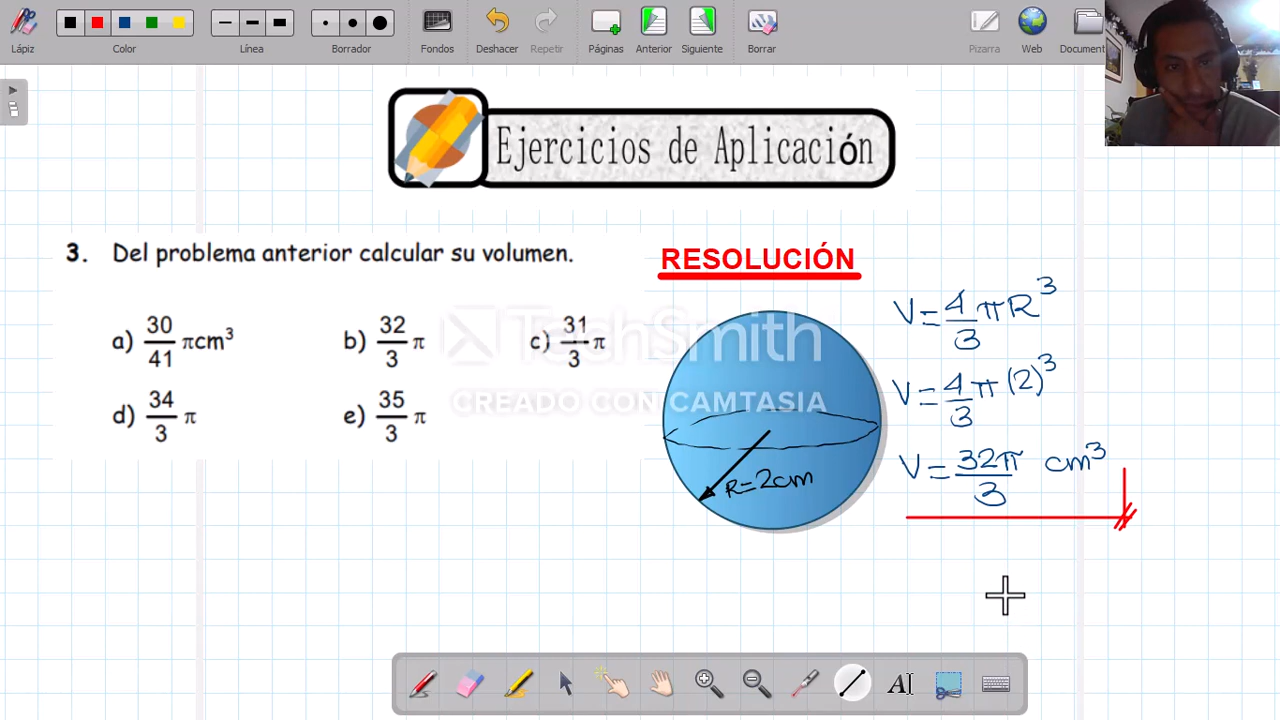 Lápiz
Color
Línea
Borrador
Fondos
Deshacer
Repetir
Páginas
Anterior
Siguiente
Borrar
Pizarra
Web
Document
Ejercicios de Aplicación
3. Del problema anterior calcular su volumen.
a) 30/41 πcm³ b) 32/3 π c) 31/3 π
d) 34/3 π e) 35/3 π
RESOLUCIÓN
R=2cm
V=4/3 πR³
V=4/3 π(2)³
V=32π/3 cm³
TechSmith
CREADO CON CAMTASIA
AI